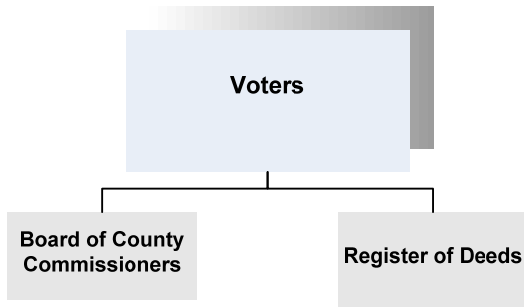 Voters
Board of County
Commissioners
Register of Deeds